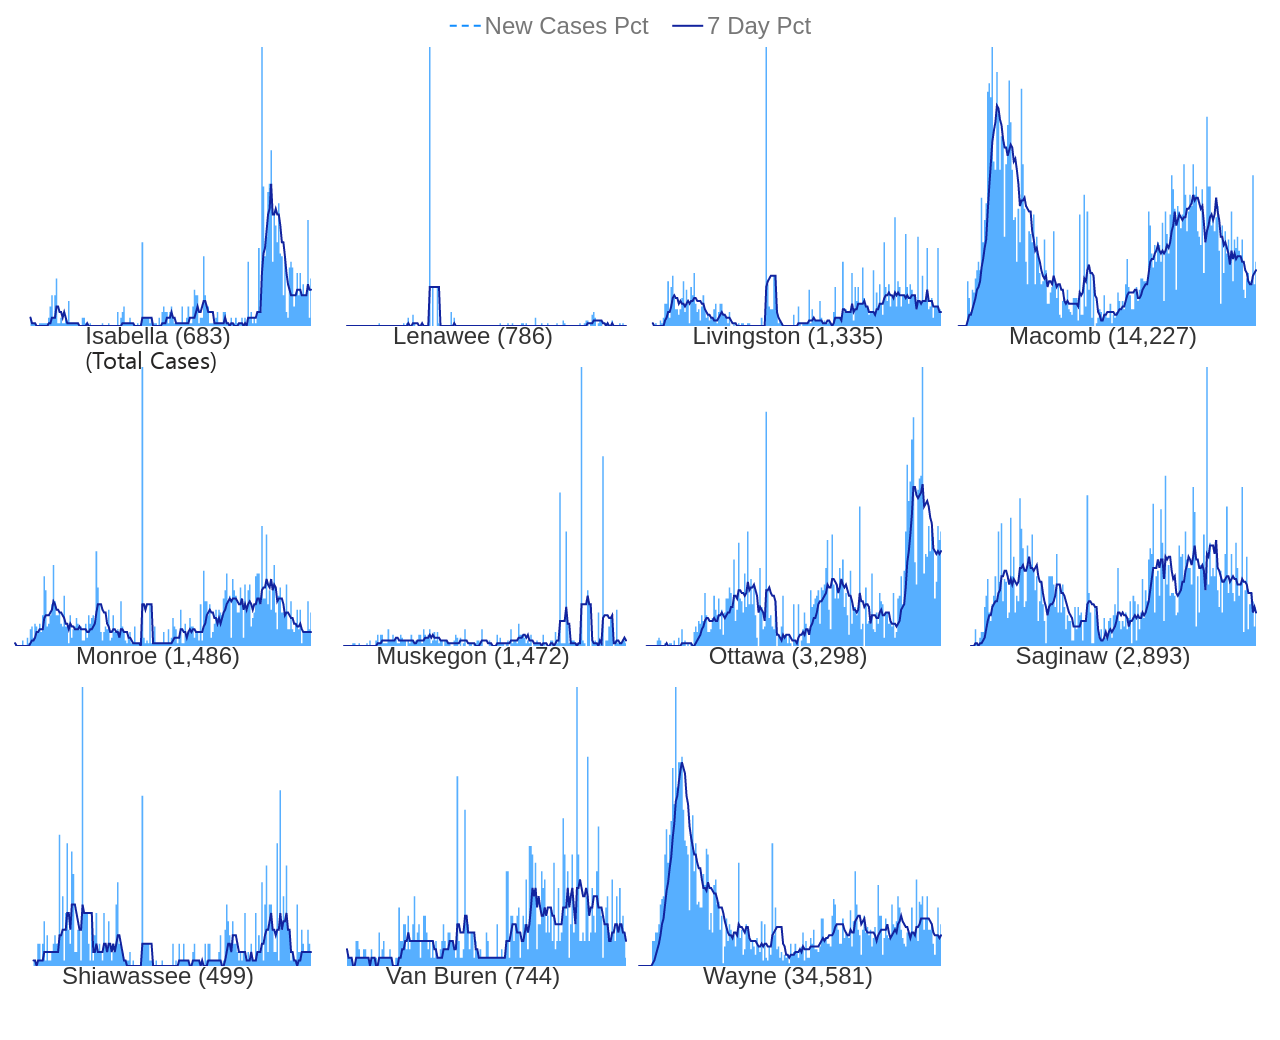 New Cases Pct 7 Day Pct
Isabella (683) Lenawee (786) Livingston (1,335) Macomb (14,227)
(Total Cases)
Monroe (1,486) Muskegon (1,472) Ottawa (3,298) Saginaw (2,893)
Shiawassee (499) Van Buren (744) Wayne (34,581)